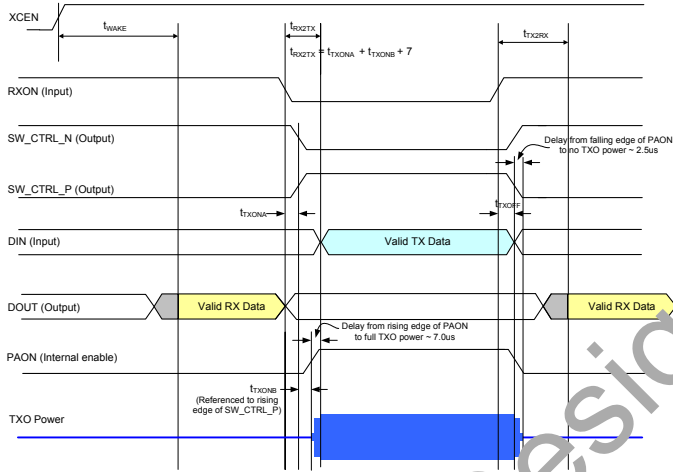 XCEN
tWAKE
tRX2TX
tRX2TX = tTXONA + tTXONB + 7
tTX2RX
RXON (Input)
SW_CTRL_N (Output)
Delay from falling edge of PAON
to no TXO power ~ 2.5us
SW_CTRL_P (Output)
tTXONA
tTXOFF
DIN (Input)
Valid TX Data
DOUT (Output)
Valid RX Data
Valid RX Data
Delay from rising edge of PAON
to full TXO power ~ 7.0us
PAON (Internal enable)
tTXONB
(Referenced to rising
edge of SW_CTRL_P)
TXO Power